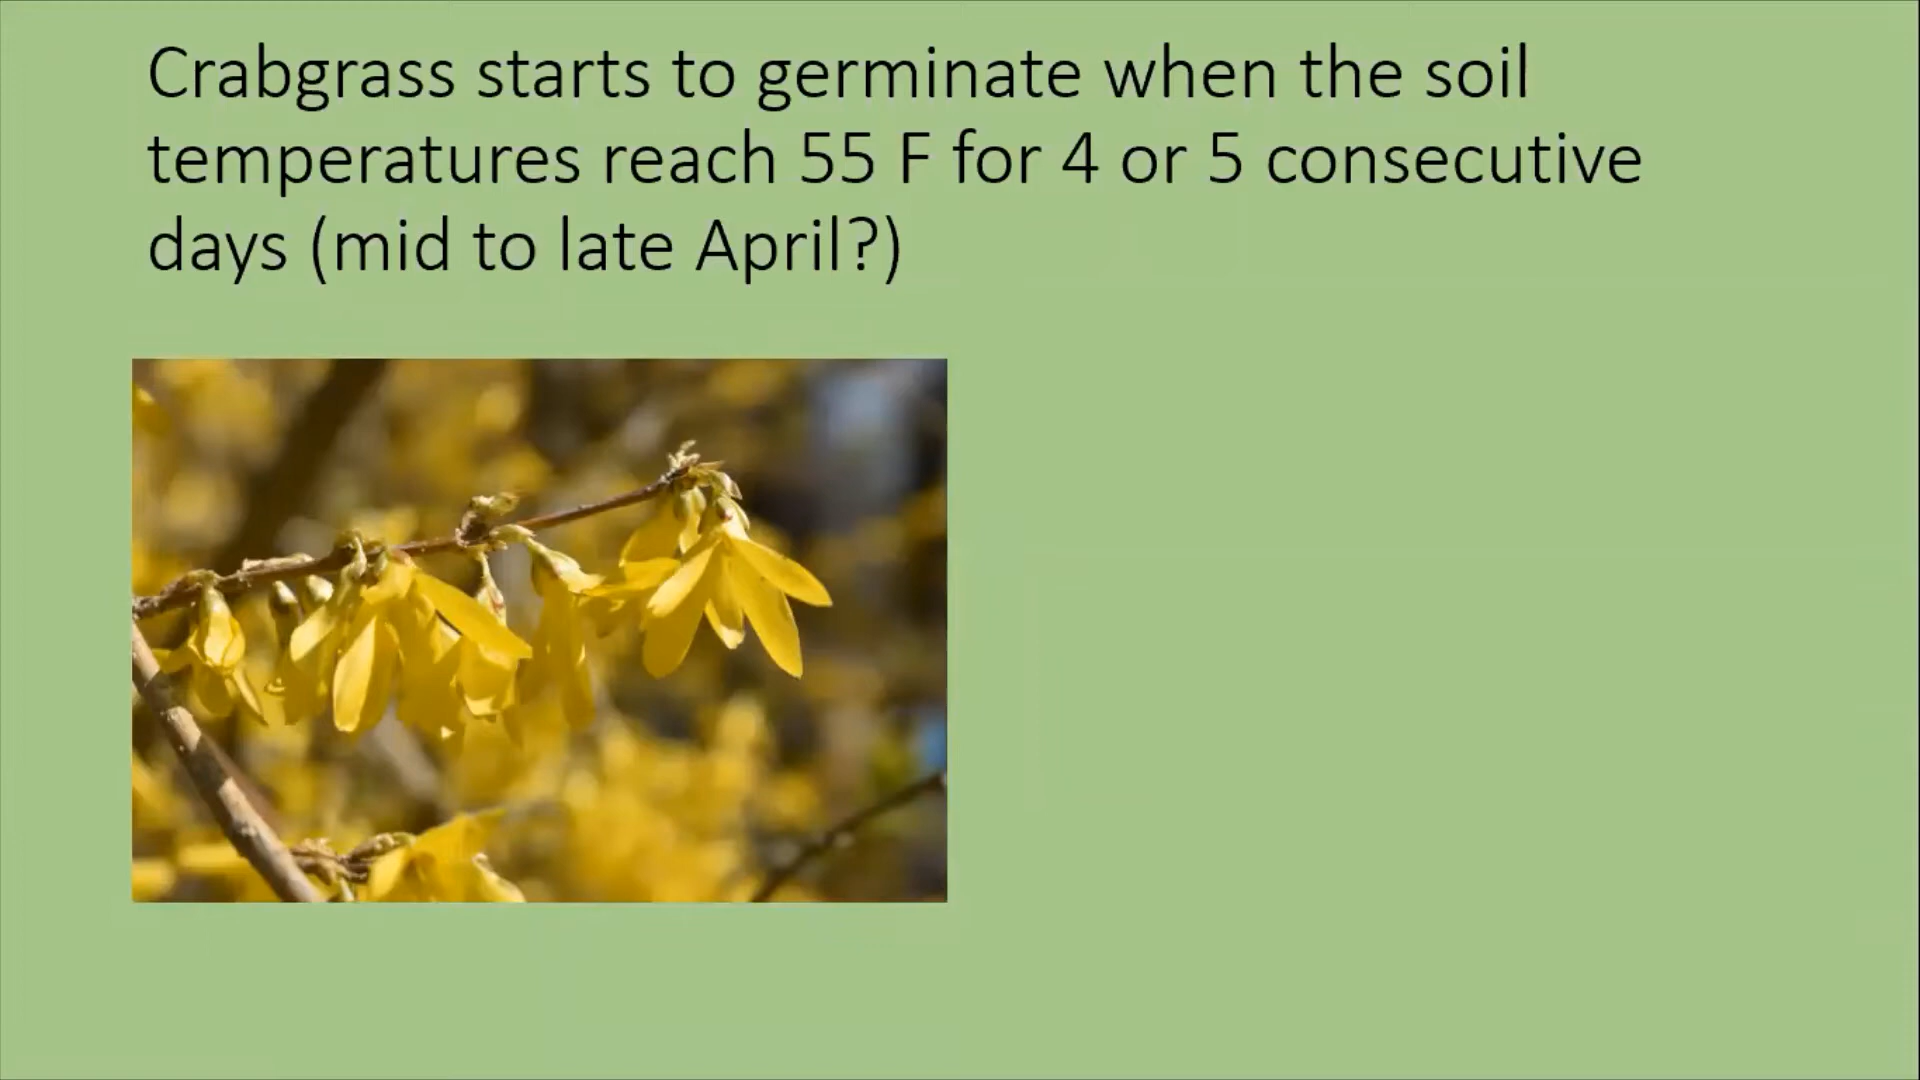 Crabgrass starts to germinate when the soil
temperatures reach 55 F for 4 or 5 consecutive
days (mid to late April?)